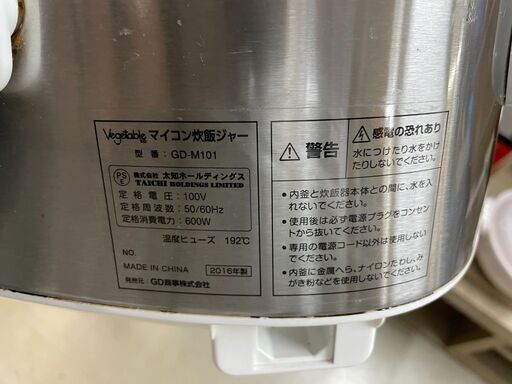 Vegetable マイコン炊飯ジャー
型 番：GD-M101
PS
E
株式会社 太知ホールディングス
TAICHI HOLDINGS LIMITED
定格電圧：100V
定格周波数：50/60Hz
定格消費電力：600W
温度ヒューズ 192℃
NO.
MADE IN CHINA 2016年製
発売元：GD商事株式会社
警告
感電の恐れあり
水につけたり水をかけ
たりしないでください。
・内釜と炊飯器本体との間に、水を入
れないでください。
・使用後は必ず電源プラグをコンセン
トから抜いてください。
・専用の電源コード以外は使用しない
でください。
・内釜に金属へら、ナイロンたわし、み
がき粉などを使用しないでください。